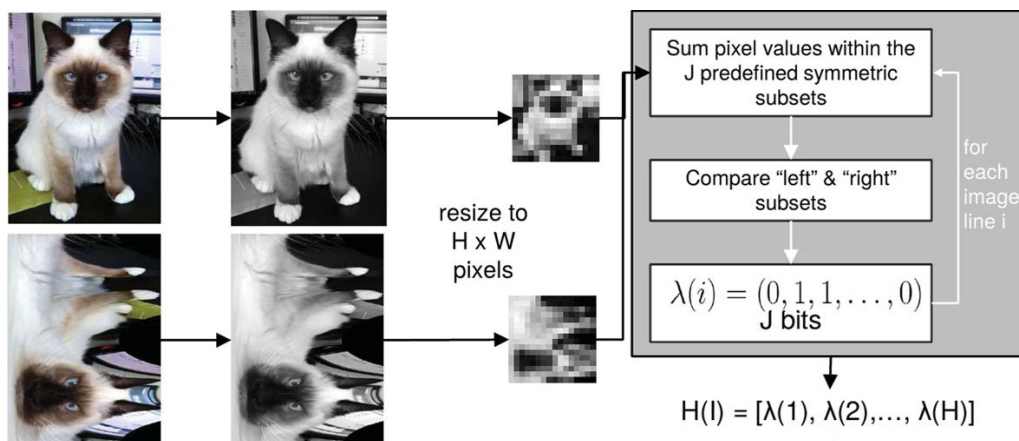 resize to
H x W
pixels
Sum pixel values within the
J predefined symmetric
subsets
Compare “left” & “right”
subsets
λ(i) = (0, 1, 1, . . . , 0)
J bits
for
each
image
line i
H(I) = [λ(1), λ(2),…, λ(H)]